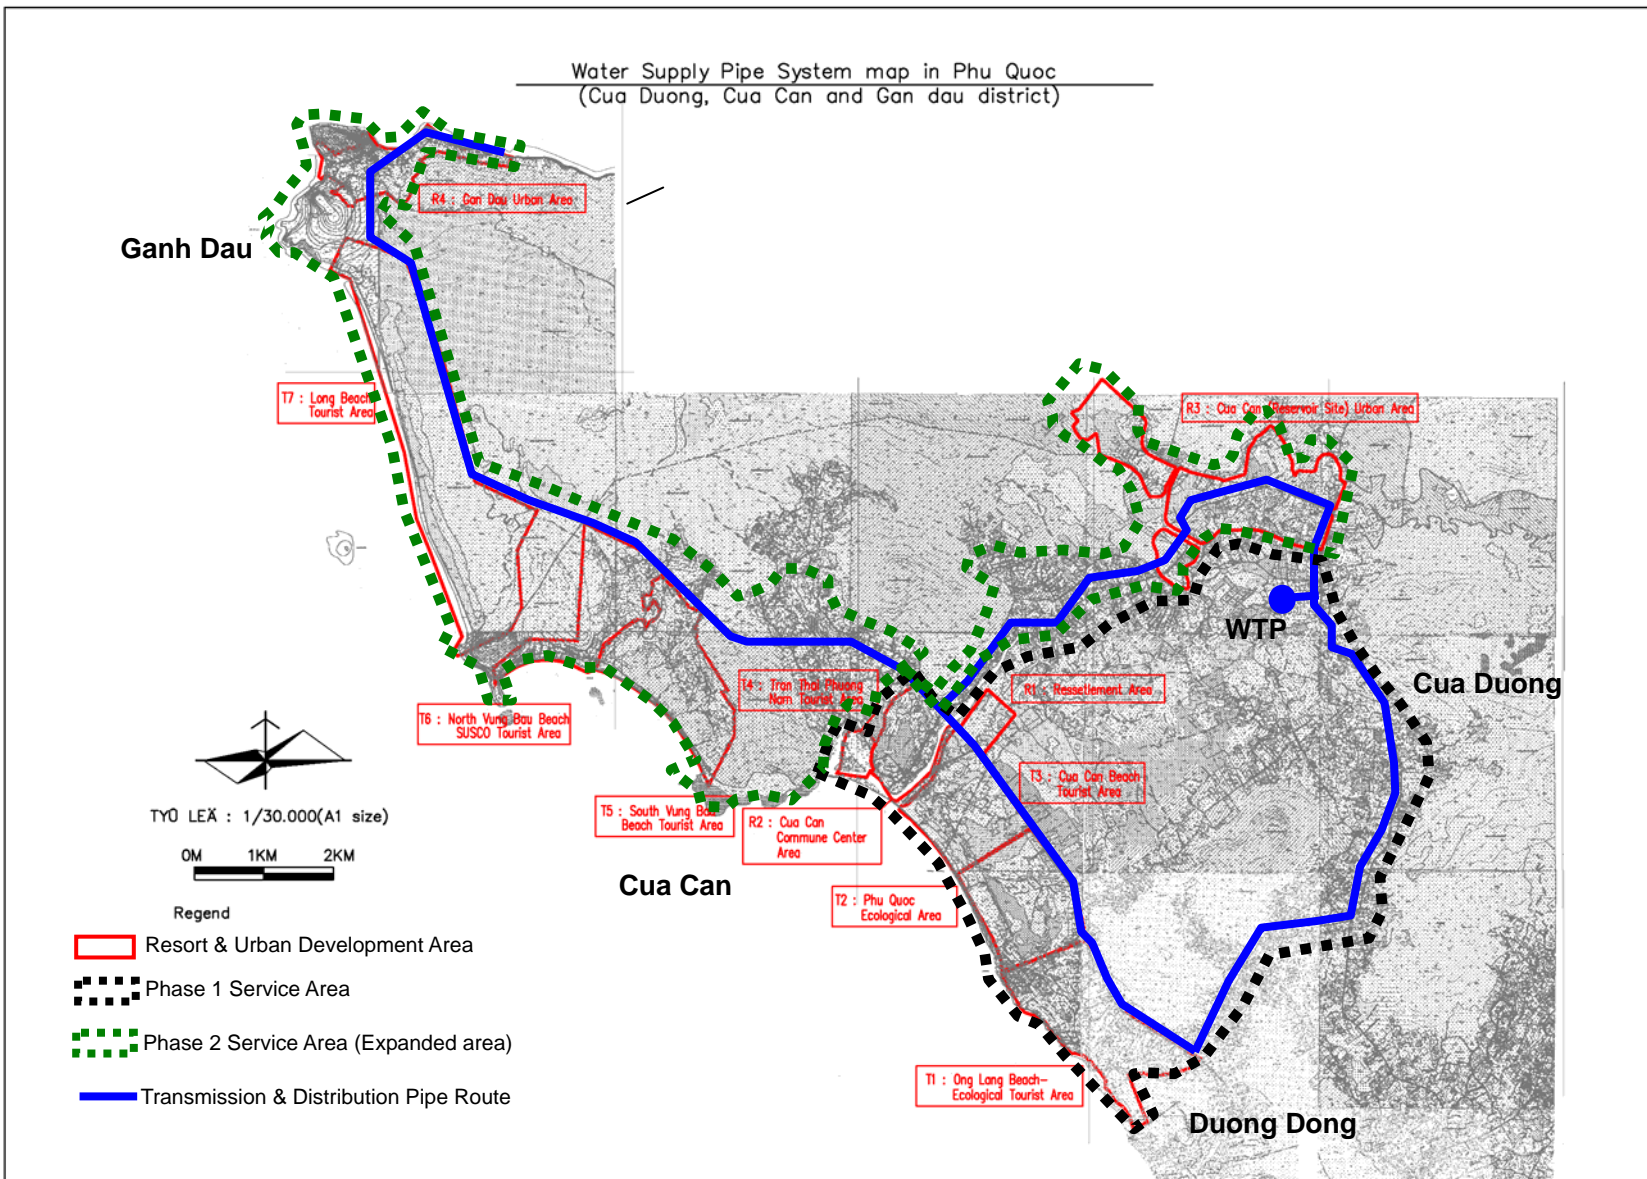 Water Supply Pipe System map in Phu Quoc
(Cua Duong, Cua Can and Gan dau district)
R4 : Gan Dau Urban Area
Ganh Dau
T7 : Long Beach
Tourist Area
R3 : Cua Can (Reservoir Site) Urban Area
WTP
Cua Duong
T4 : Tran Thai Phuong
Nam Tourist Area
R1 : Ressetlement Area
T6 : North Vung Bau Beach
SUSCO Tourist Area
T3 : Cua Can Beach
Tourist Area
T5 : South Vung Bau
Beach Tourist Area
R2 : Cua Can
Commune Center
Area
Cua Can
T2 : Phu Quoc
Ecological Area
T1 : Ong Lang Beach-
Ecological Tourist Area
Duong Dong
TYÛ LEÄ : 1/30.000(A1 size)
0M 1KM 2KM
Regend
Resort & Urban Development Area
Phase 1 Service Area
Phase 2 Service Area (Expanded area)
Transmission & Distribution Pipe Route